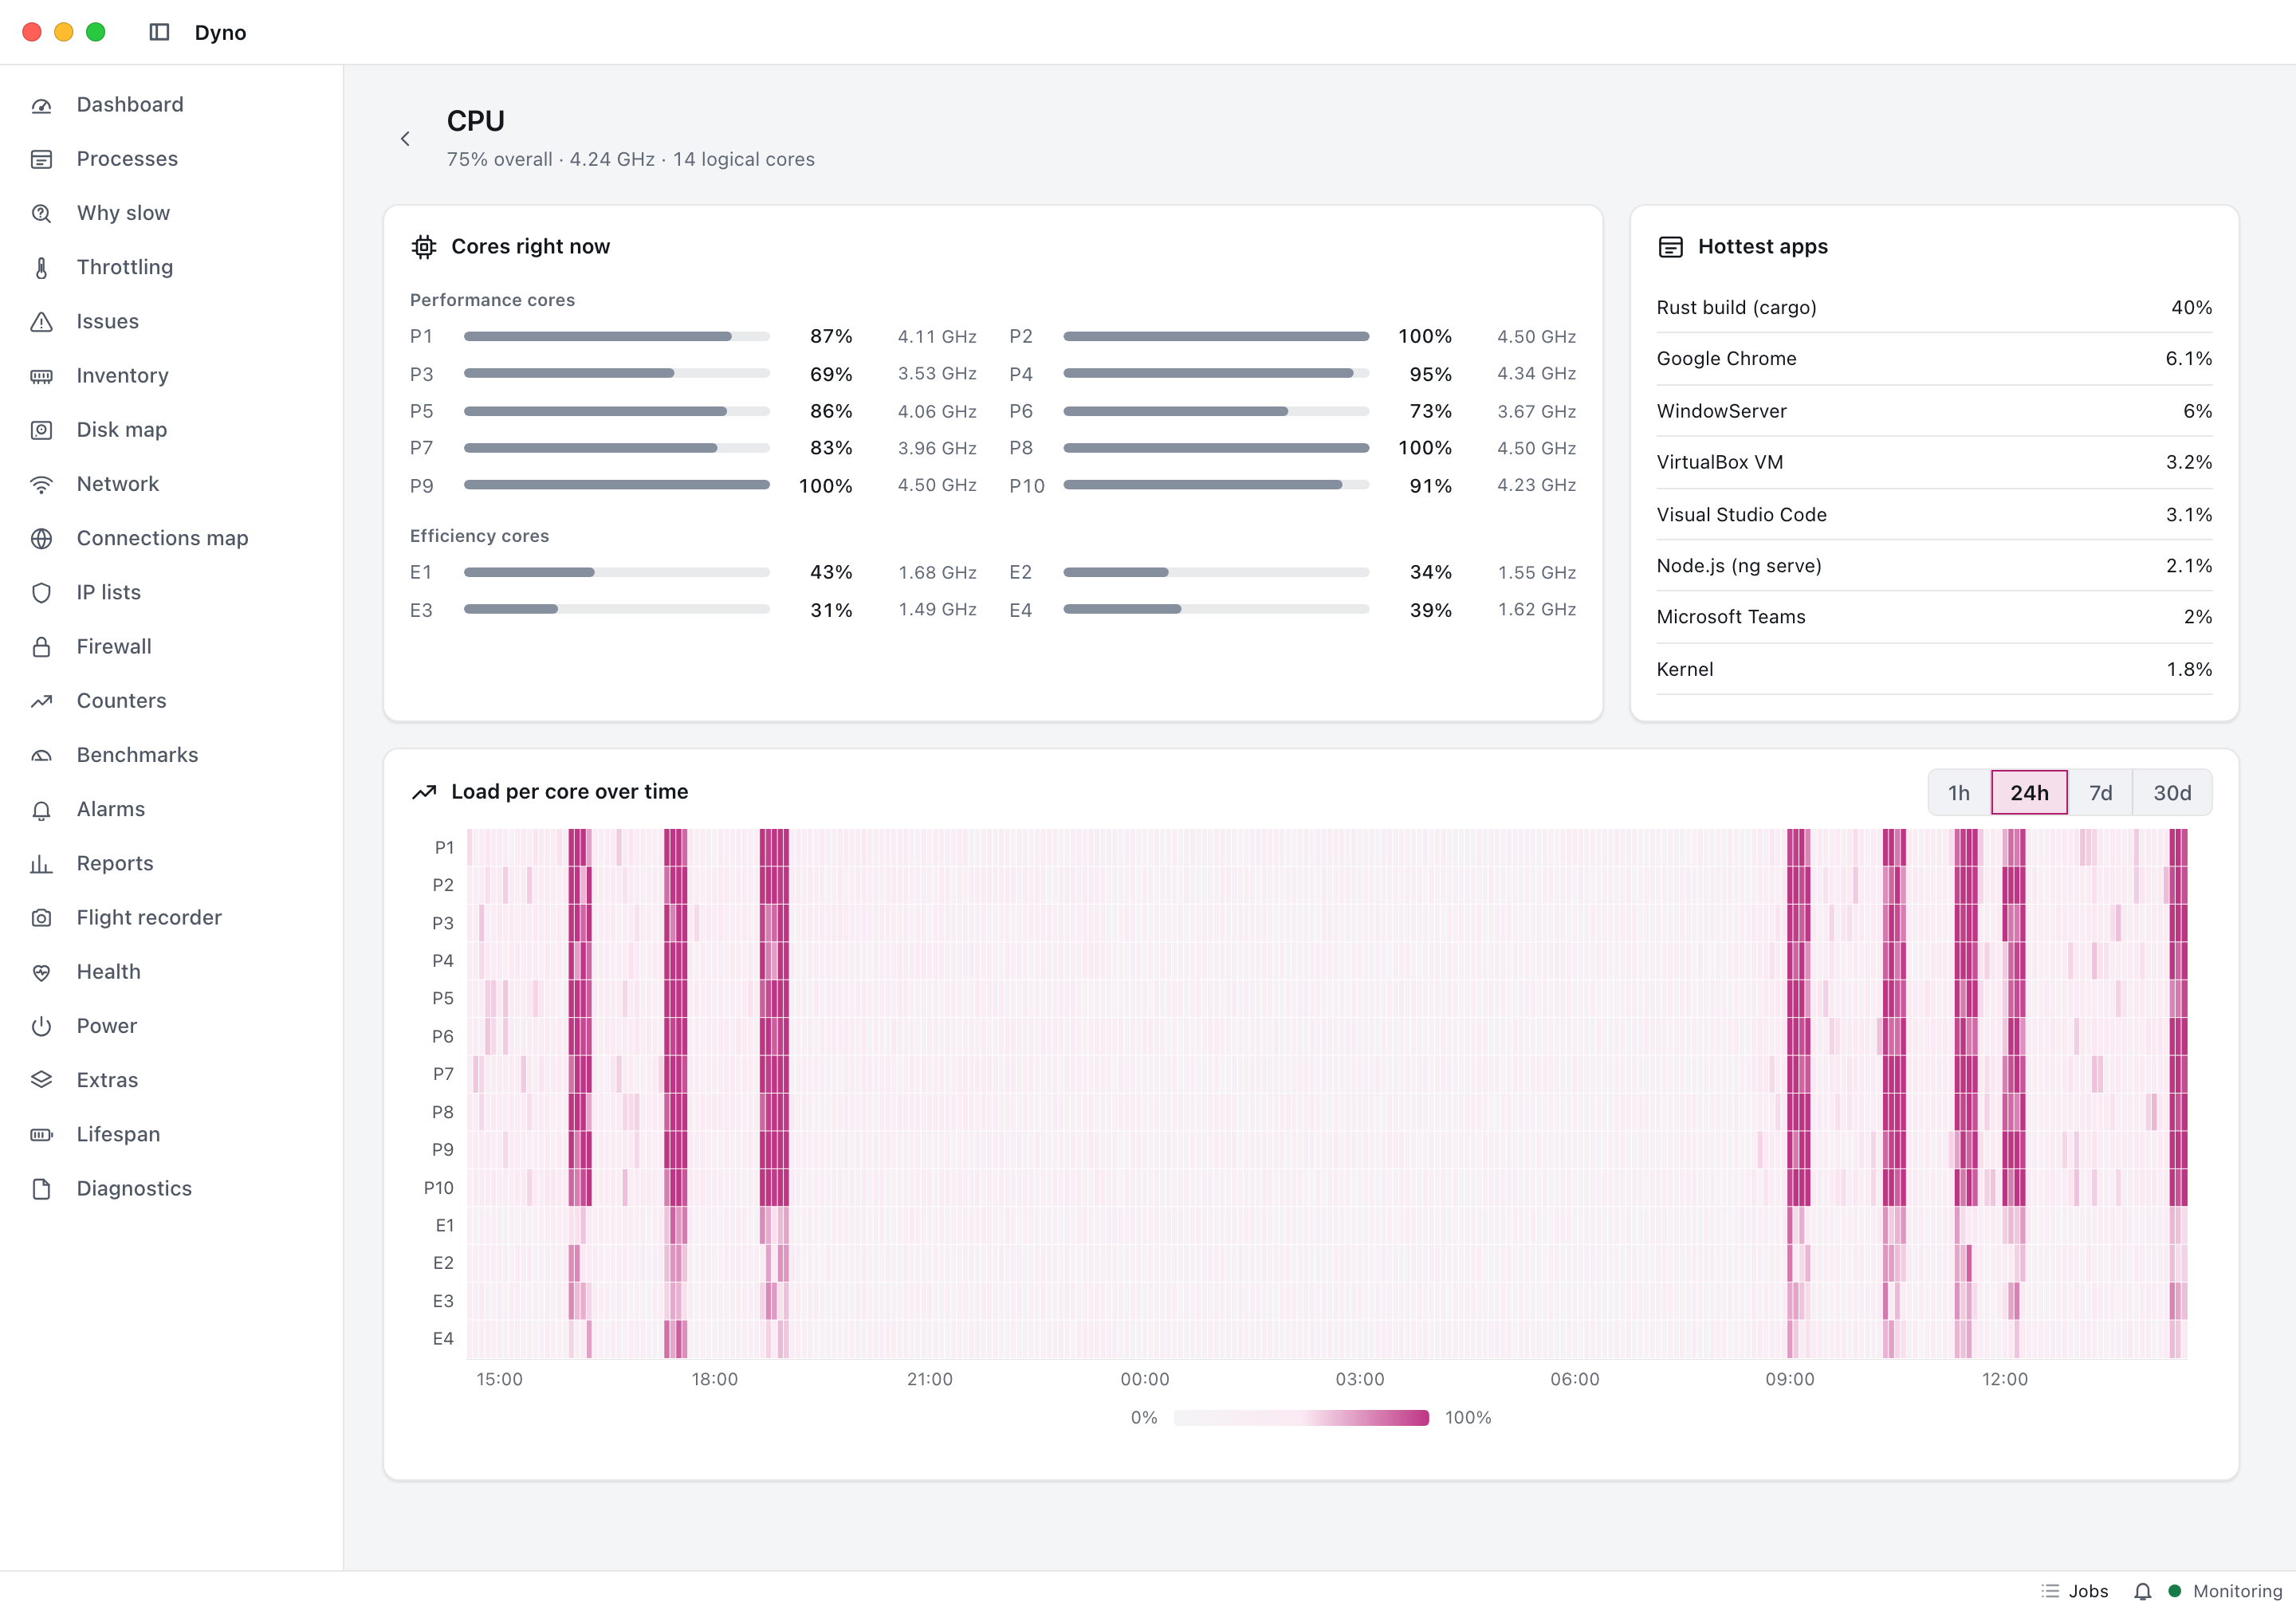 Dyno
Dashboard
Processes
Why slow
Throttling
Issues
Inventory
Disk map
Network
Connections map
IP lists
Firewall
Counters
Benchmarks
Alarms
Reports
Flight recorder
Health
Power
Extras
Lifespan
Diagnostics
CPU
75% overall · 4.24 GHz · 14 logical cores
Cores right now
Performance cores
P1 87% 4.11 GHz P2 100% 4.50 GHz
P3 69% 3.53 GHz P4 95% 4.34 GHz
P5 86% 4.06 GHz P6 73% 3.67 GHz
P7 83% 3.96 GHz P8 100% 4.50 GHz
P9 100% 4.50 GHz P10 91% 4.23 GHz
Efficiency cores
E1 43% 1.68 GHz E2 34% 1.55 GHz
E3 31% 1.49 GHz E4 39% 1.62 GHz
Hottest apps
Rust build (cargo) 40%
Google Chrome 6.1%
WindowServer 6%
VirtualBox VM 3.2%
Visual Studio Code 3.1%
Node.js (ng serve) 2.1%
Microsoft Teams 2%
Kernel 1.8%
Load per core over time
1h 24h 7d 30d
P1
P2
P3
P4
P5
P6
P7
P8
P9
P10
E1
E2
E3
E4
15:00 18:00 21:00 00:00 03:00 06:00 09:00 12:00
0% 100%
Jobs Monitoring